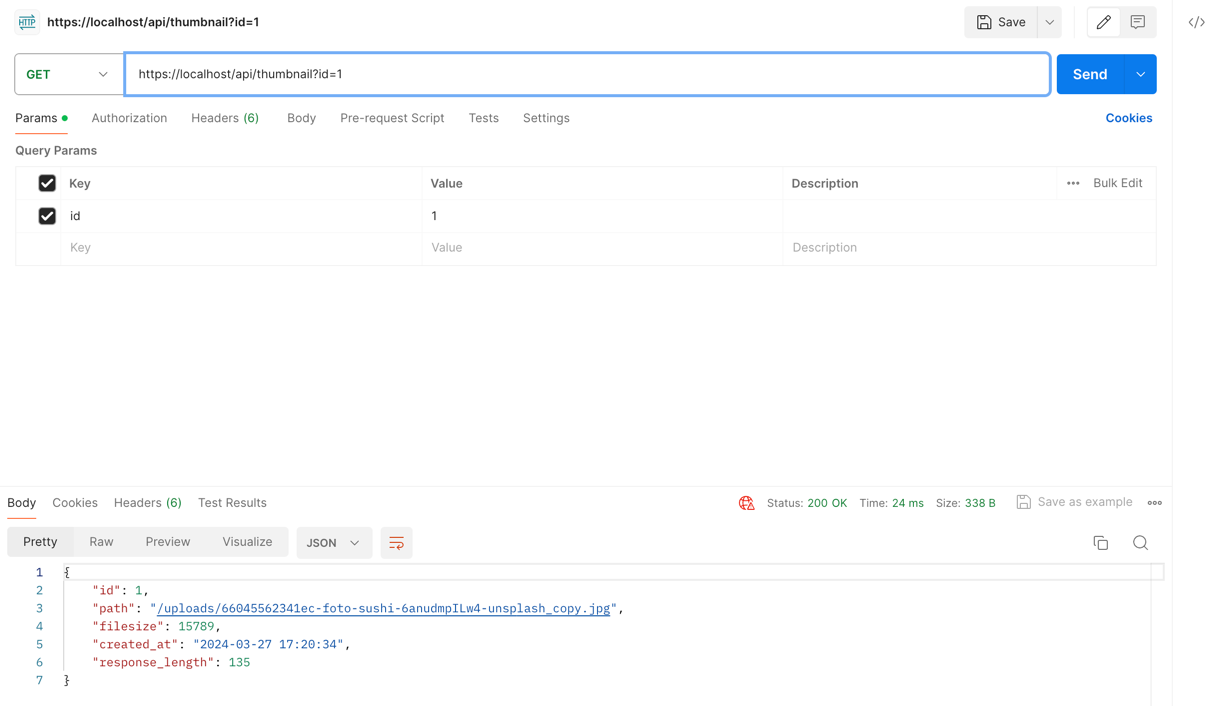 HTTP https://localhost/api/thumbnail?id=1 Save </>
GET https://localhost/api/thumbnail?id=1 Send
Params Authorization Headers (6) Body Pre-request Script Tests Settings Cookies
Query Params
Key Value Description Bulk Edit
id 1
Key Value Description
Body Cookies Headers (6) Test Results Status: 200 OK Time: 24 ms Size: 338 B Save as example
Pretty Raw Preview Visualize JSON
1 {
2 "id": 1,
3 "path": "/uploads/66045562341ec-foto-sushi-6anudmpILw4-unsplash_copy.jpg",
4 "filesize": 15789,
5 "created_at": "2024-03-27 17:20:34",
6 "response_length": 135
7 }